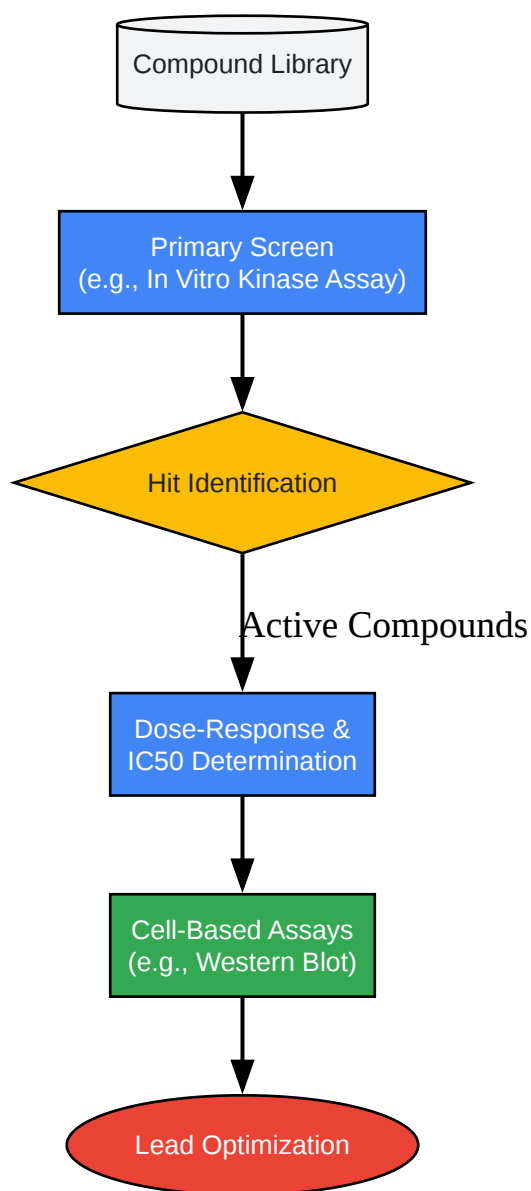 Compound Library
Primary Screen
(e.g., In Vitro Kinase Assay)
Hit Identification
Active Compounds
Dose-Response &
IC50 Determination
Cell-Based Assays
(e.g., Western Blot)
Lead Optimization